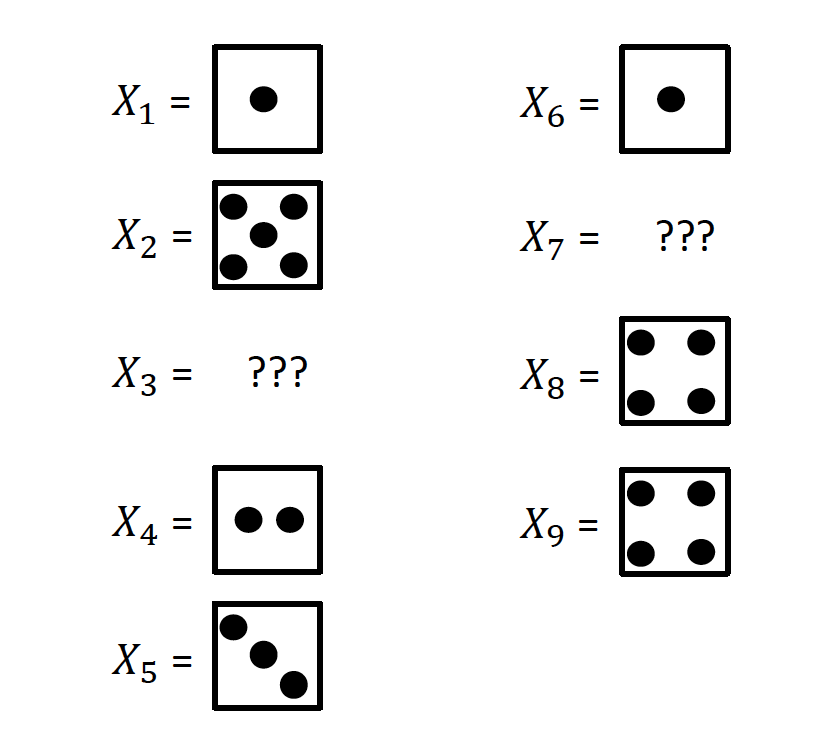 X₁ =
X₂ =
X₃ = ???
X₄ =
X₅ =
X₆ =
X₇ = ???
X₈ =
X₉ =